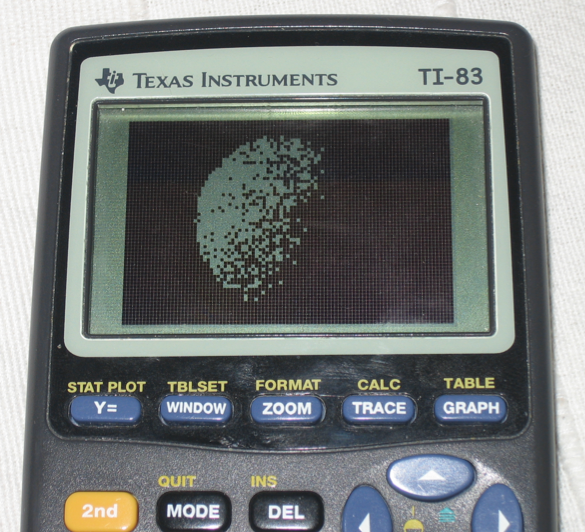 TEXAS INSTRUMENTS TI-83
STAT PLOT TBLSET FORMAT CALC TABLE
Y= WINDOW ZOOM TRACE GRAPH
QUIT INS
2nd MODE DEL